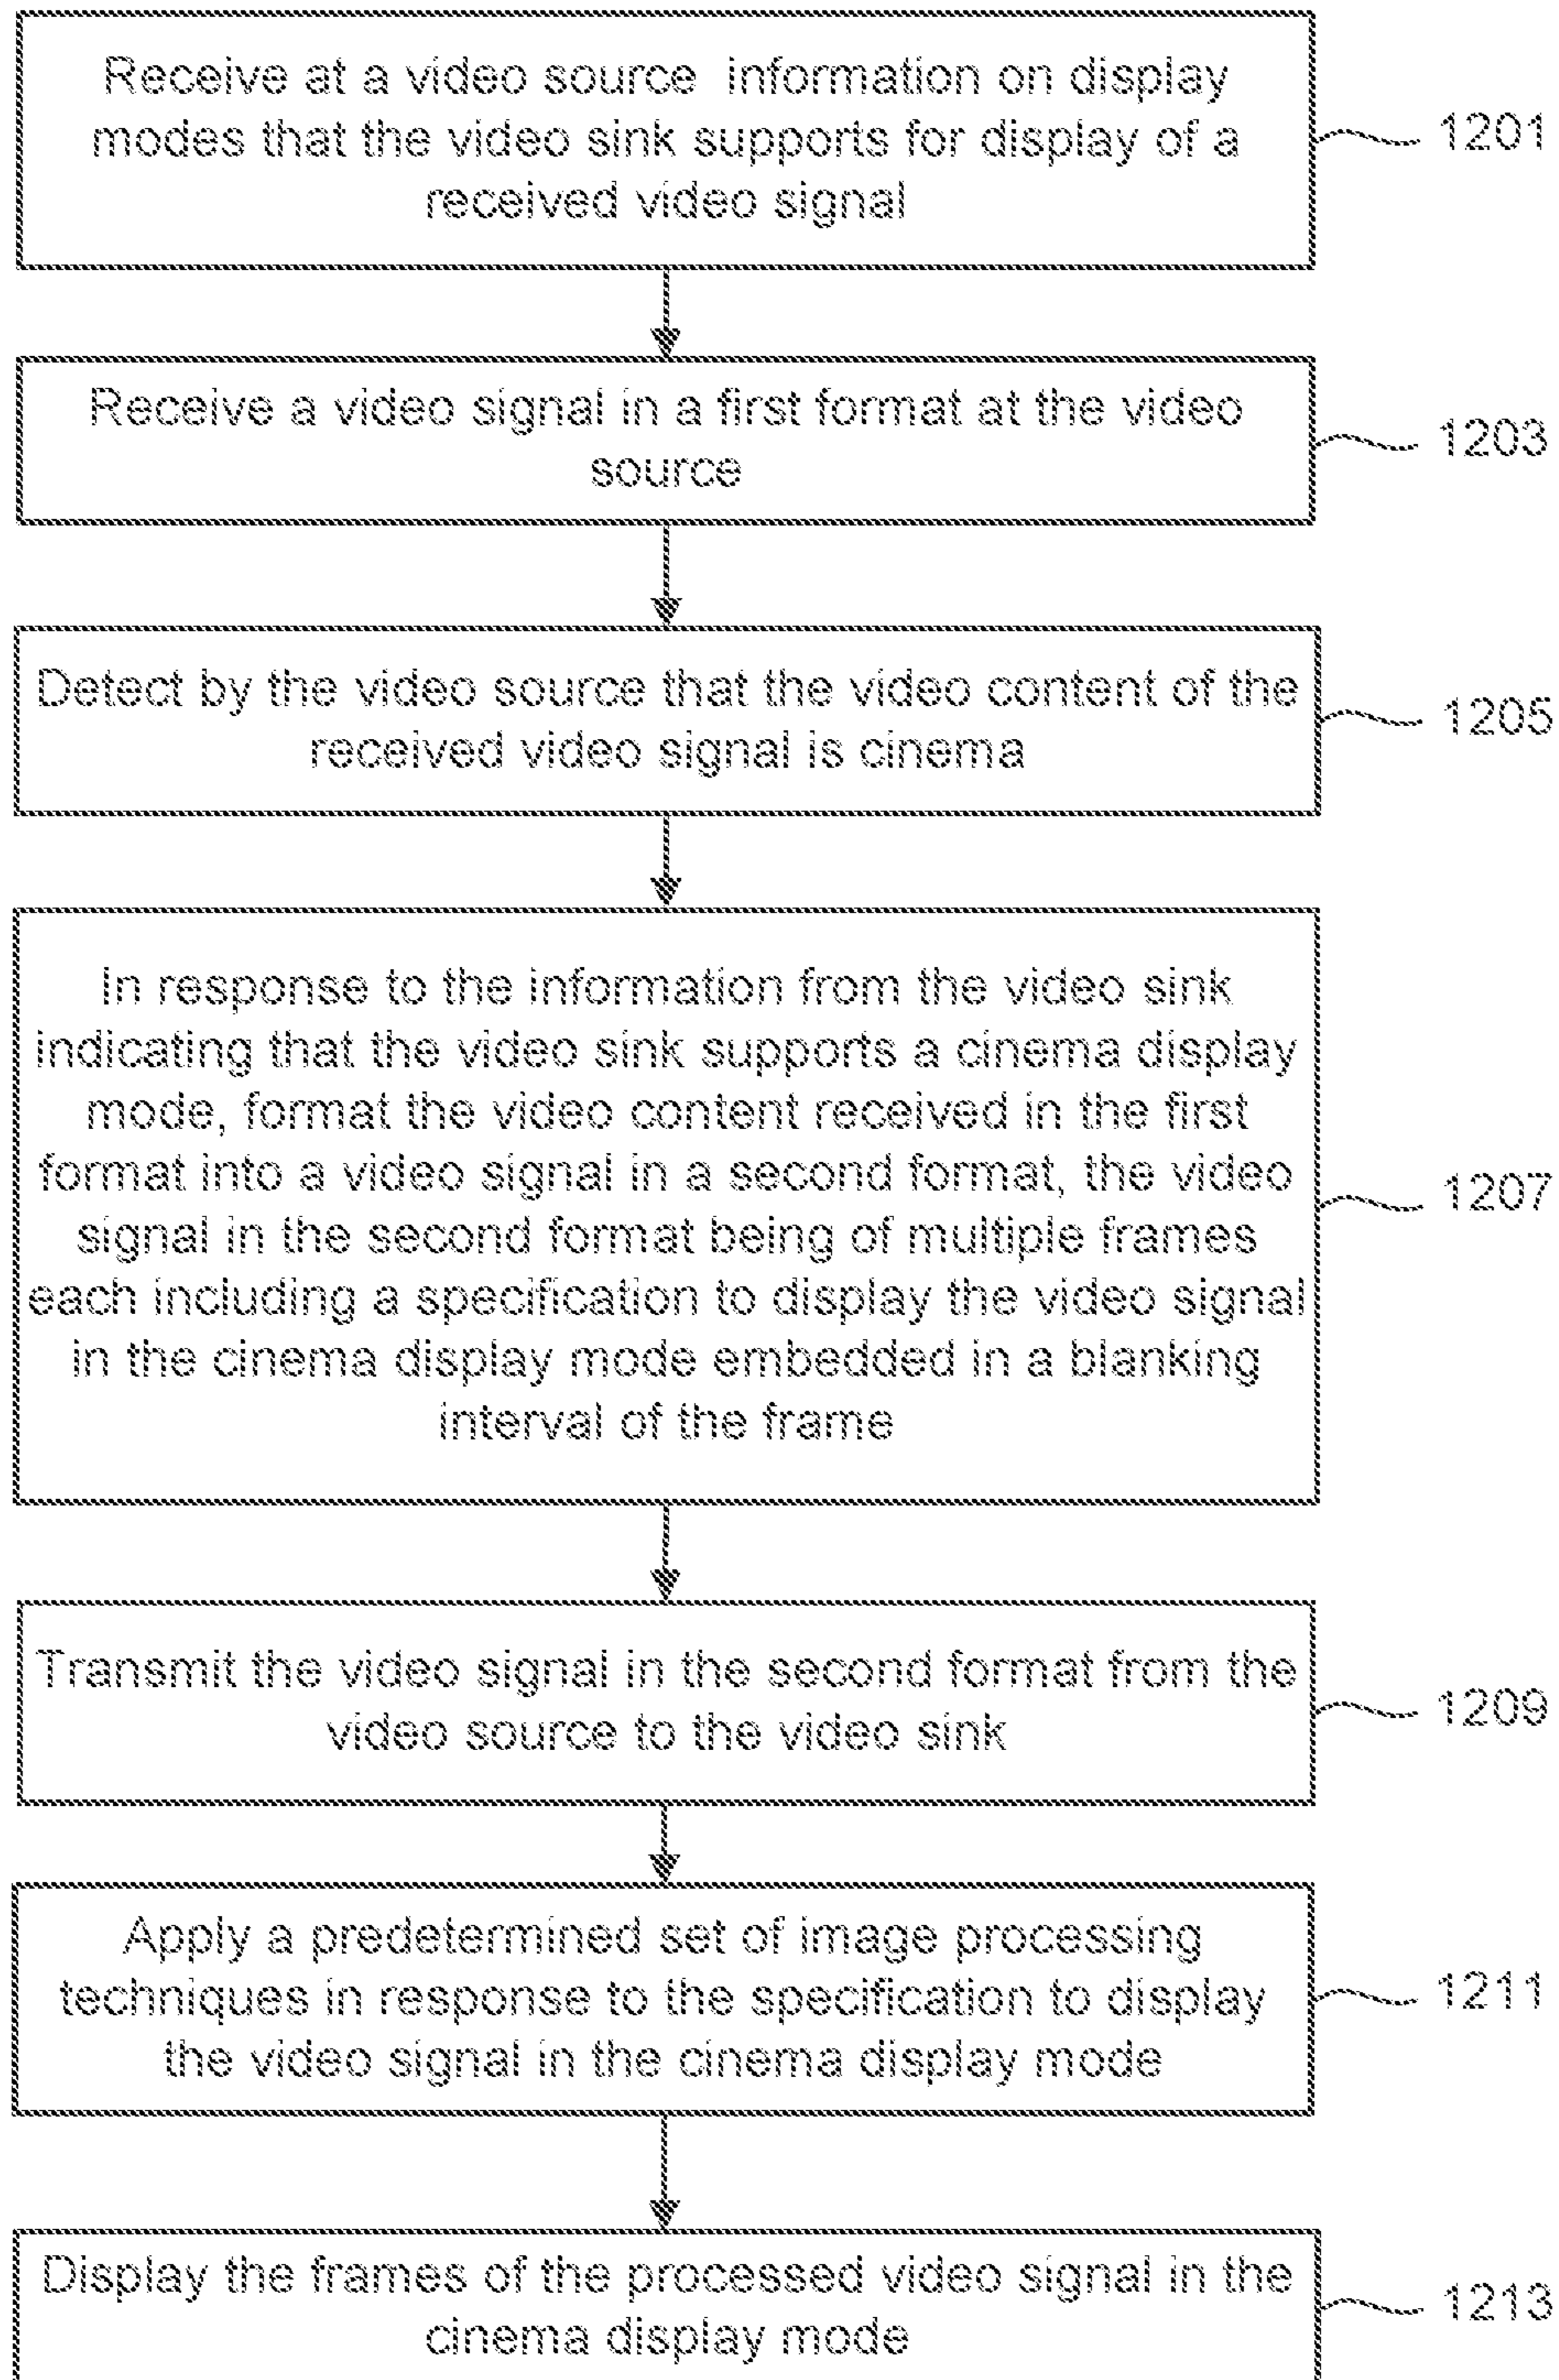 Receive at a video source information on display
modes that the video sink supports for display of a
received video signal
1201
Receive a video signal in a first format at the video
source
1203
Detect by the video source that the video content of the
received video signal is cinema
1205
In response to the information from the video sink
indicating that the video sink supports a cinema display
mode, format the video content received in the first
format into a video signal in a second format, the video
signal in the second format being of multiple frames
each including a specification to display the video signal
in the cinema display mode embedded in a blanking
interval of the frame
1207
Transmit the video signal in the second format from the
video source to the video sink
1209
Apply a predetermined set of image processing
techniques in response to the specification to display
the video signal in the cinema display mode
1211
Display the frames of the processed video signal in the
cinema display mode
1213